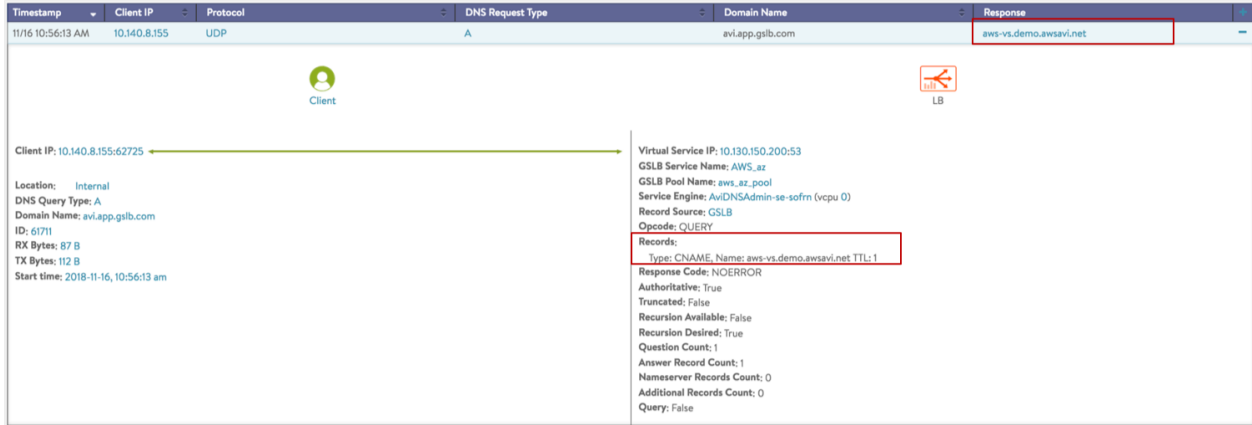 Timestamp Client IP Protocol DNS Request Type Domain Name Response
11/16 10:56:13 AM 10.140.8.155 UDP A avi.app.gslb.com aws-vs.demo.awsavi.net
Client
LB
Client IP: 10.140.8.155:62725
Location: Internal
DNS Query Type: A
Domain Name: avi.app.gslb.com
ID: 61711
RX Bytes: 87 B
TX Bytes: 112 B
Start time: 2018-11-16, 10:56:13 am
Virtual Service IP: 10.130.150.200:53
GSLB Service Name: AWS_az
GSLB Pool Name: aws_az_pool
Service Engine: AviDNSAdmin-se-sofrn (vcpu 0)
Record Source: GSLB
Opcode: QUERY
Records:
Type: CNAME, Name: aws-vs.demo.awsavi.net TTL: 1
Response Code: NOERROR
Authoritative: True
Truncated: False
Recursion Available: False
Recursion Desired: True
Question Count: 1
Answer Record Count: 1
Nameserver Records Count: 0
Additional Records Count: 0
Query: False